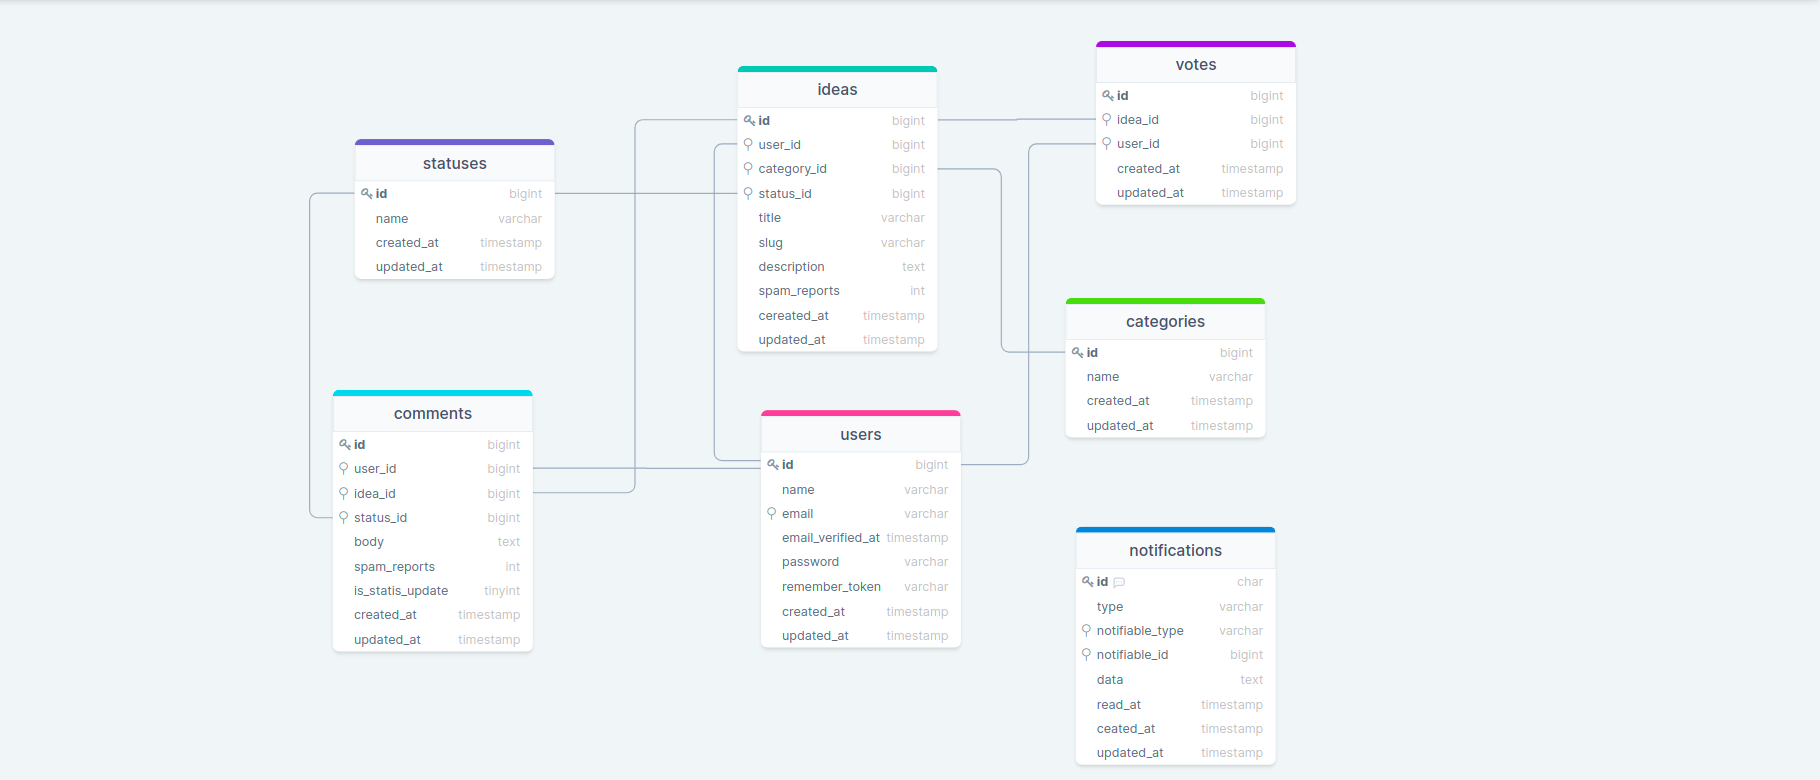 statuses
id bigint
name varchar
created_at timestamp
updated_at timestamp
ideas
id bigint
user_id bigint
category_id bigint
status_id bigint
title varchar
slug varchar
description text
spam_reports int
cereated_at timestamp
updated_at timestamp
votes
id bigint
idea_id bigint
user_id bigint
created_at timestamp
updated_at timestamp
categories
id bigint
name varchar
created_at timestamp
updated_at timestamp
comments
id bigint
user_id bigint
idea_id bigint
status_id bigint
body text
spam_reports int
is_statis_update tinyint
created_at timestamp
updated_at timestamp
users
id bigint
name varchar
email varchar
email_verified_at timestamp
password varchar
remember_token varchar
created_at timestamp
updated_at timestamp
notifications
id char
type varchar
notifiable_type varchar
notifiable_id bigint
data text
read_at timestamp
ceated_at timestamp
updated_at timestamp